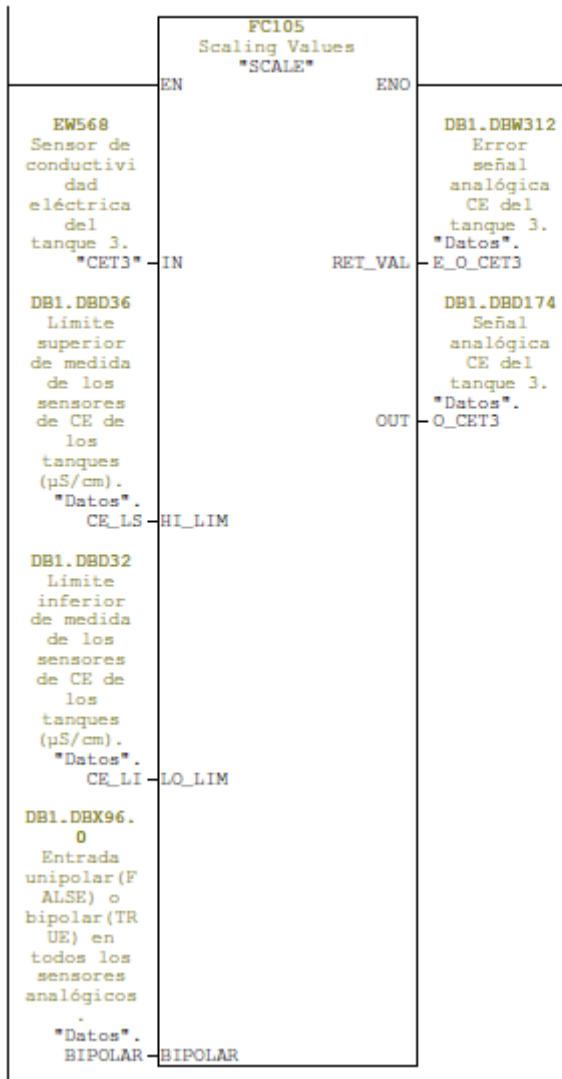 FC105
Scaling Values
"SCALE"
EN ENO
EW568
Sensor de
conductivi
dad
eléctrica
del
tanque 3.
"CET3" IN
DB1.DBW312
Error
señal
analógica
CE del
tanque 3.
"Datos".
RET_VAL E_O_CET3
DB1.DBD36
Límite
superior
de medida
de los
sensores
de CE de
los
tanques
(µS/cm).
"Datos".
CE_LS HI_LIM
DB1.DBD174
Señal
analógica
CE del
tanque 3.
"Datos".
OUT O_CET3
DB1.DBD32
Límite
inferior
de medida
de los
sensores
de CE de
los
tanques
(µS/cm).
"Datos".
CE_LI LO_LIM
DB1.DBX96.
0
Entrada
unipolar(F
ALSE) o
bipolar(TR
UE) en
todos los
sensores
analógicos
.
"Datos".
BIPOLAR BIPOLAR